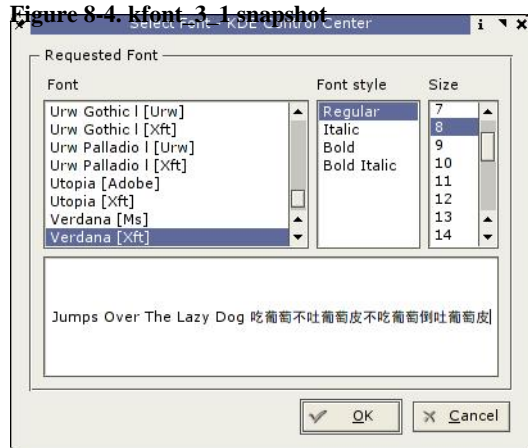 Figure 8-4. kfont_3_1 snapshot
Select Font - KDE Control Center
Requested Font
Font
Font style
Size
Urw Gothic l [Urw]
Urw Gothic l [Xft]
Urw Palladio l [Urw]
Urw Palladio l [Xft]
Utopia [Adobe]
Utopia [Xft]
Verdana [Ms]
Verdana [Xft]
Regular
Italic
Bold
Bold Italic
7
8
9
10
11
12
13
14
Jumps Over The Lazy Dog 吃葡萄不吐葡萄皮不吃葡萄倒吐葡萄皮
OK
Cancel